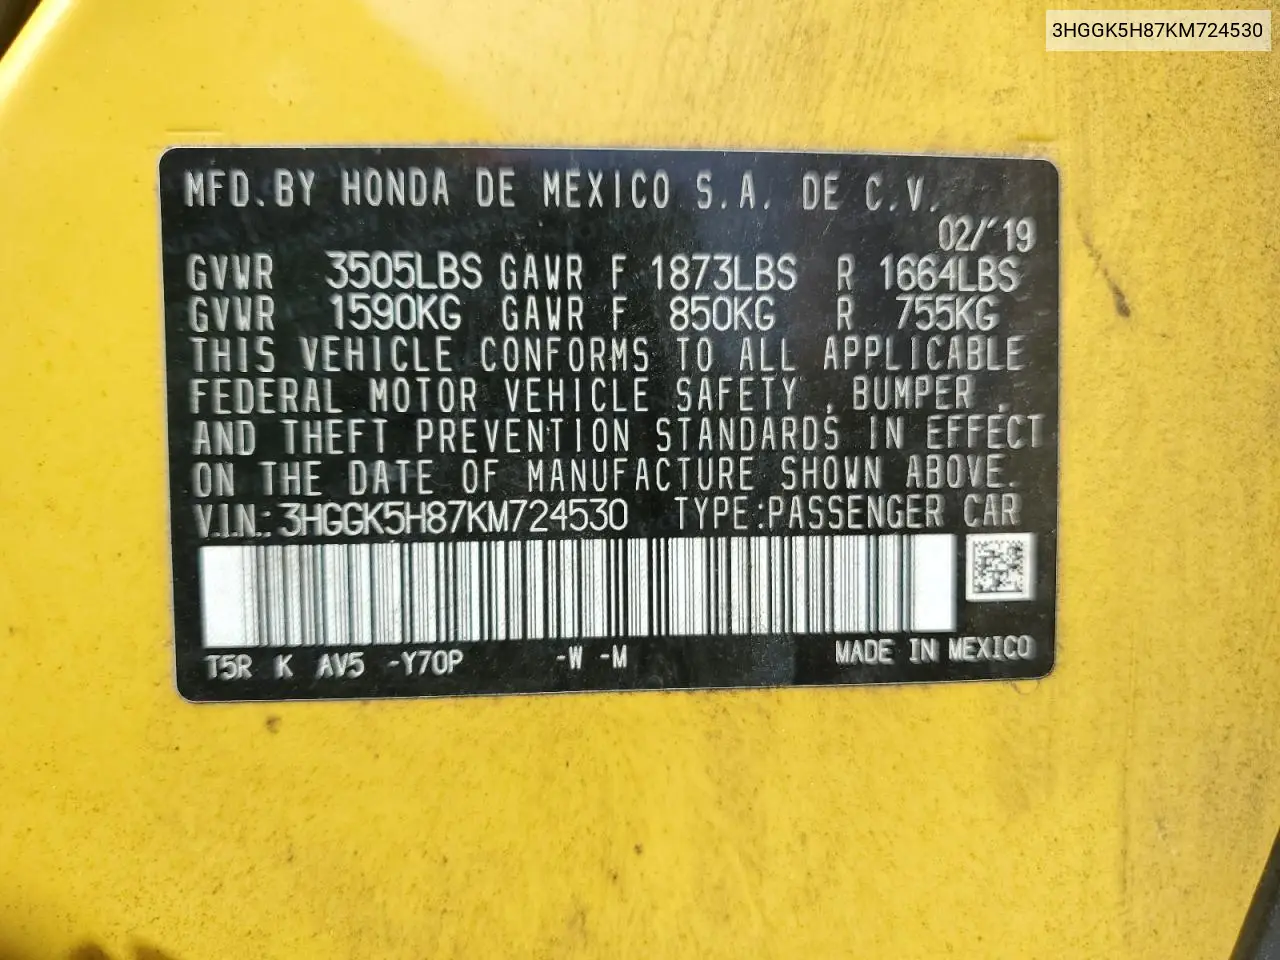 3HGGK5H87KM724530
MFD.BY HONDA DE MEXICO S.A. DE C.V.
02/'19
GVWR 3505LBS GAWR F 1873LBS R 1664LBS
GVWR 1590KG GAWR F 850KG R 755KG
THIS VEHICLE CONFORMS TO ALL APPLICABLE
FEDERAL MOTOR VEHICLE SAFETY , BUMPER ,
AND THEFT PREVENTION STANDARDS IN EFFECT
ON THE DATE OF MANUFACTURE SHOWN ABOVE.
V.I.N.: 3HGGK5H87KM724530 TYPE:PASSENGER CAR
T5R K AV5 -Y70P -W -M MADE IN MEXICO